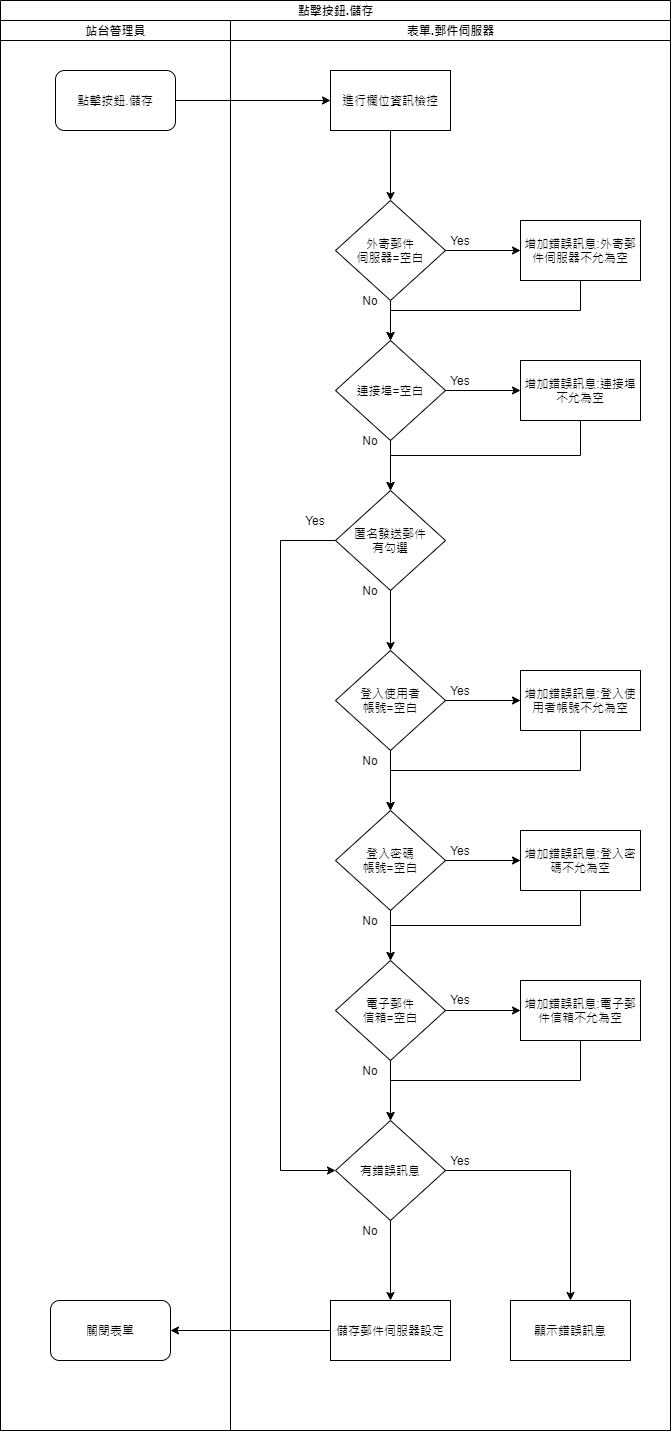 點擊按鈕.儲存
站台管理員
表單.郵件伺服器
點擊按鈕.儲存
進行欄位資訊檢控
外寄郵件
伺服器=空白
Yes
增加錯誤訊息:外寄郵
件伺服器不允為空
No
連接埠=空白
Yes
增加錯誤訊息:連接埠
不允為空
No
Yes
匿名發送郵件
有勾選
No
登入使用者
帳號=空白
Yes
增加錯誤訊息:登入使
用者帳號不允為空
No
登入密碼
帳號=空白
Yes
增加錯誤訊息:登入密
碼不允為空
No
電子郵件
信箱=空白
Yes
增加錯誤訊息:電子郵
件信箱不允為空
No
有錯誤訊息
Yes
No
關閉表單
儲存郵件伺服器設定
顯示錯誤訊息